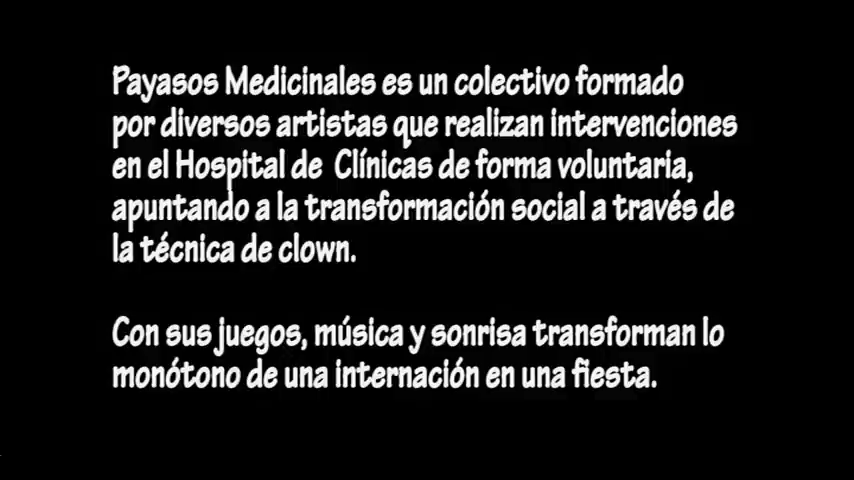 Payasos Medicinales es un colectivo formado
por diversos artistas que realizan intervenciones
en el Hospital de Clínicas de forma voluntaria,
apuntando a la transformación social a través de
la técnica de clown.
Con sus juegos, música y sonrisa transforman lo
monótono de una internación en una fiesta.